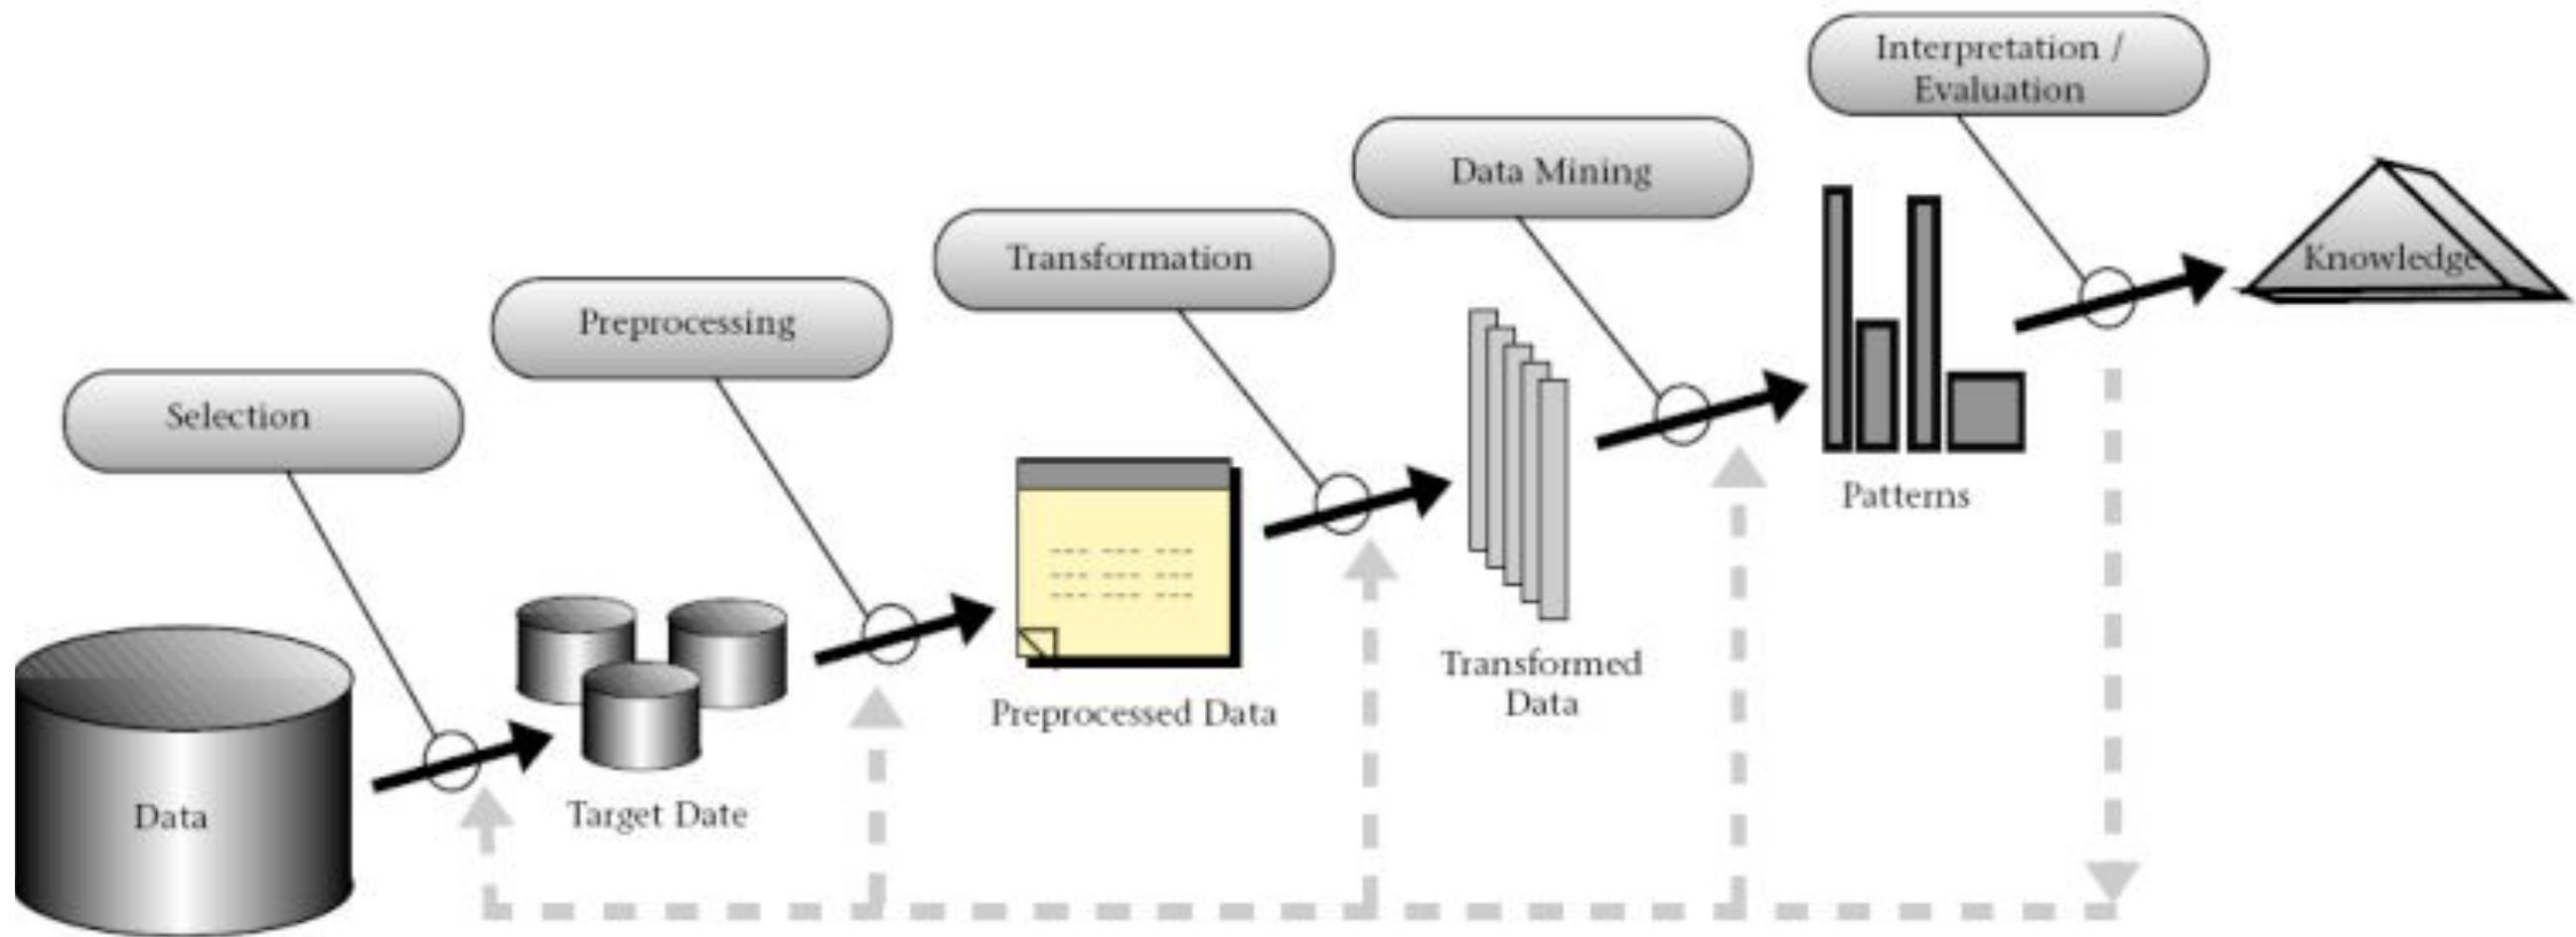 Interpretation /
Evaluation
Data Mining
Transformation
Preprocessing
Selection
Knowledge
Patterns
Transformed
Data
Preprocessed Data
Target Date
Data